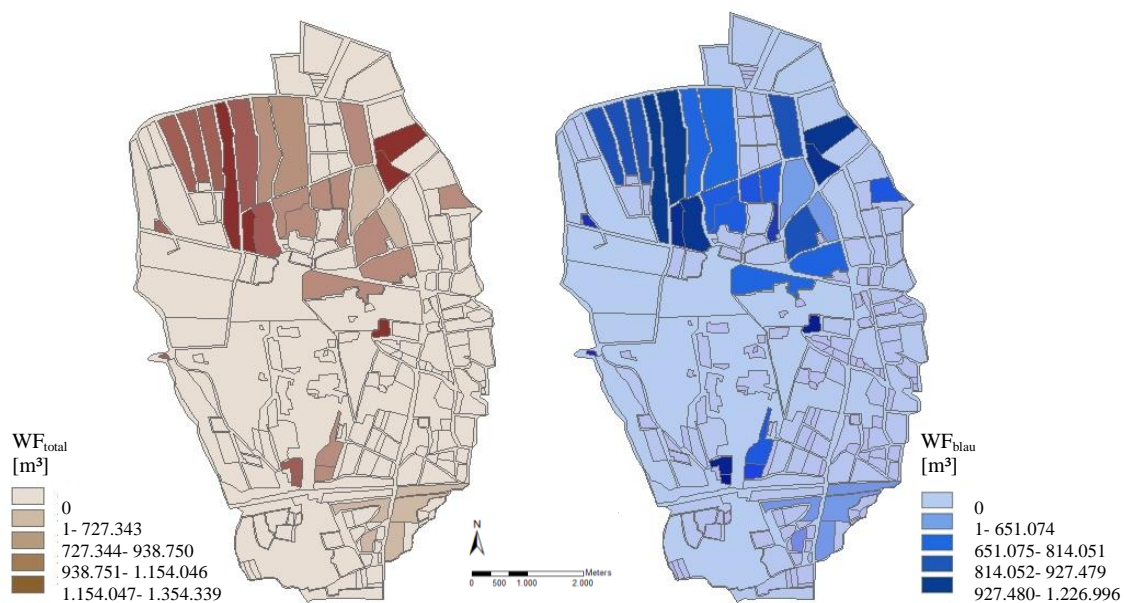 WFtotal
[m³]
0
1- 727.343
727.344- 938.750
938.751- 1.154.046
1.154.047- 1.354.339
N
Meters
0 500 1.000 2.000
WFblau
[m³]
0
1- 651.074
651.075- 814.051
814.052- 927.479
927.480- 1.226.996